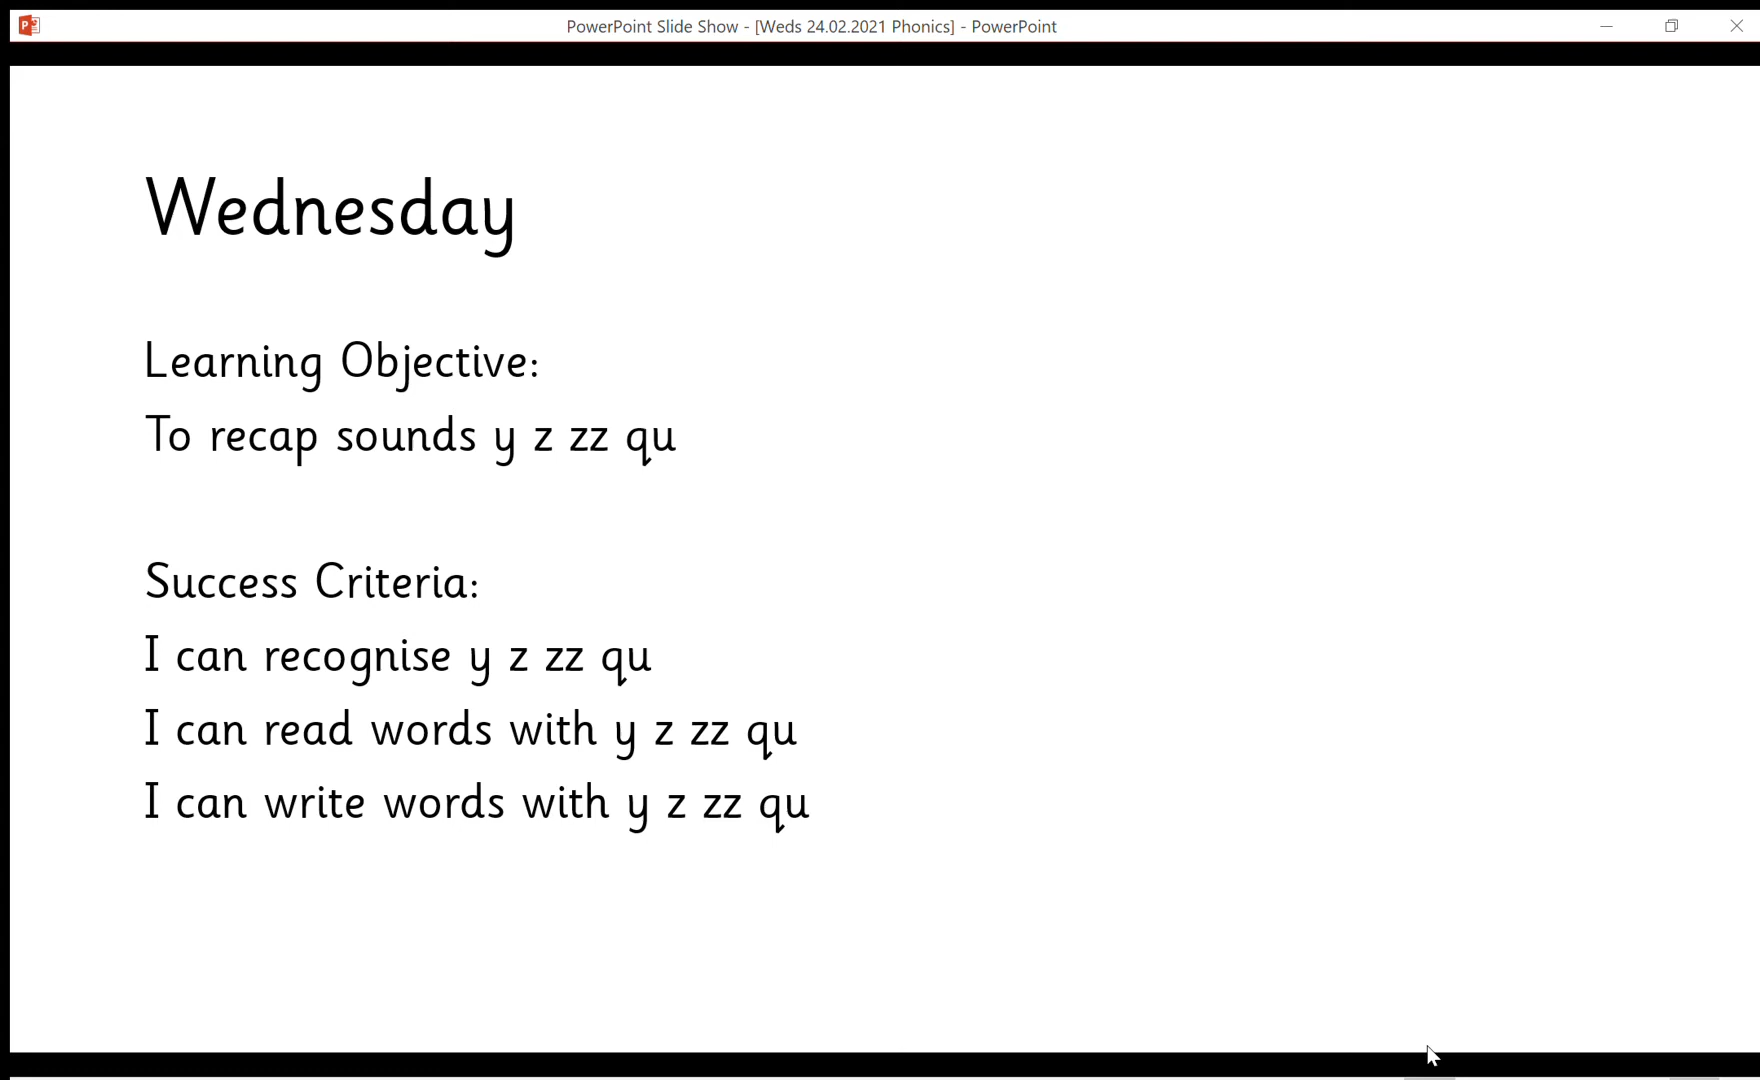 PowerPoint Slide Show - [Weds 24.02.2021 Phonics] - PowerPoint
Wednesday
Learning Objective:
To recap sounds y z zz qu
Success Criteria:
I can recognise y z zz qu
I can read words with y z zz qu
I can write words with y z zz qu